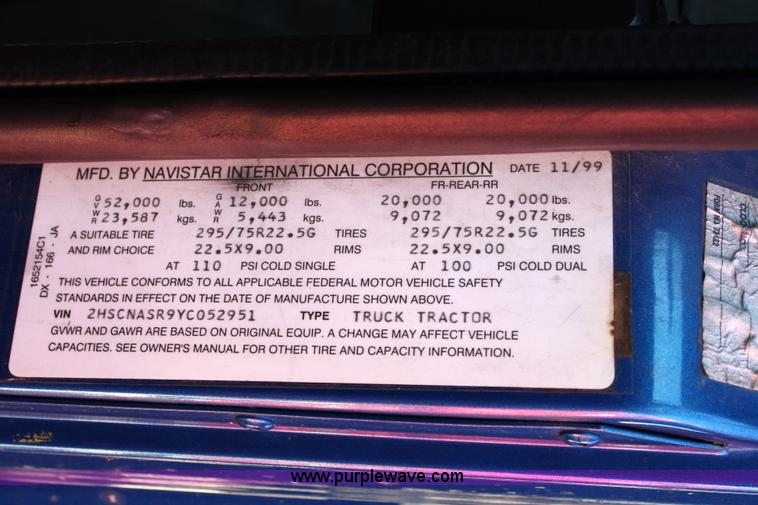 MFD. BY NAVISTAR INTERNATIONAL CORPORATION DATE 11/99
FRONT FR-REAR-RR
GVWR 52,000 lbs. GAWR 12,000 lbs. 20,000 20,000 lbs.
23,587 kgs. 5,443 kgs. 9,072 9,072 kgs.
A SUITABLE TIRE 295/75R22.5G TIRES 295/75R22.5G TIRES
AND RIM CHOICE 22.5X9.00 RIMS 22.5X9.00 RIMS
AT 110 PSI COLD SINGLE AT 100 PSI COLD DUAL
THIS VEHICLE CONFORMS TO ALL APPLICABLE FEDERAL MOTOR VEHICLE SAFETY
STANDARDS IN EFFECT ON THE DATE OF MANUFACTURE SHOWN ABOVE.
VIN 2HSCNASR9YC052951 TYPE TRUCK TRACTOR
GVWR AND GAWR ARE BASED ON ORIGINAL EQUIP. A CHANGE MAY AFFECT VEHICLE
CAPACITIES. SEE OWNER'S MANUAL FOR OTHER TIRE AND CAPACITY INFORMATION.
1652154C1
DX - 166 - JA
www.purplewave.com